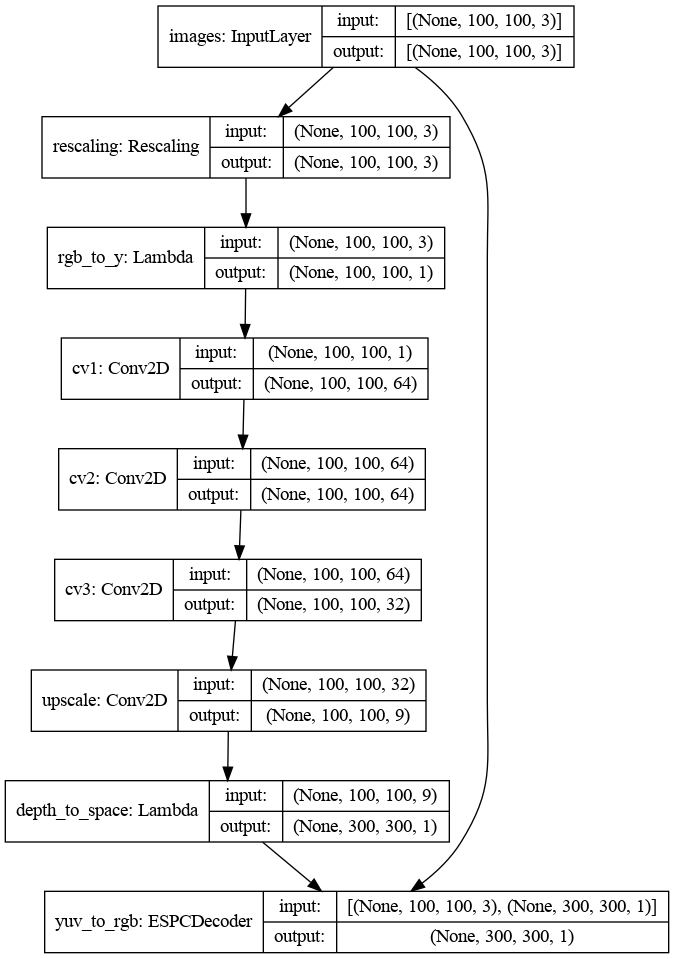 images: InputLayer
input: [(None, 100, 100, 3)]
output: [(None, 100, 100, 3)]
rescaling: Rescaling
input: (None, 100, 100, 3)
output: (None, 100, 100, 3)
rgb_to_y: Lambda
input: (None, 100, 100, 3)
output: (None, 100, 100, 1)
cv1: Conv2D
input: (None, 100, 100, 1)
output: (None, 100, 100, 64)
cv2: Conv2D
input: (None, 100, 100, 64)
output: (None, 100, 100, 64)
cv3: Conv2D
input: (None, 100, 100, 64)
output: (None, 100, 100, 32)
upscale: Conv2D
input: (None, 100, 100, 32)
output: (None, 100, 100, 9)
depth_to_space: Lambda
input: (None, 100, 100, 9)
output: (None, 300, 300, 1)
yuv_to_rgb: ESPCDecoder
input: [(None, 100, 100, 3), (None, 300, 300, 1)]
output: (None, 300, 300, 1)